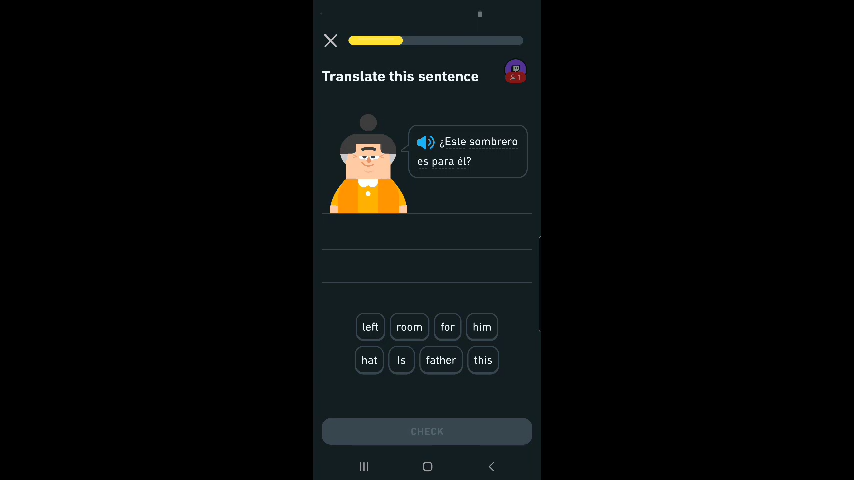 Translate this sentence
¿Este sombrero
es para él?
left room for him
hat Is father this
CHECK